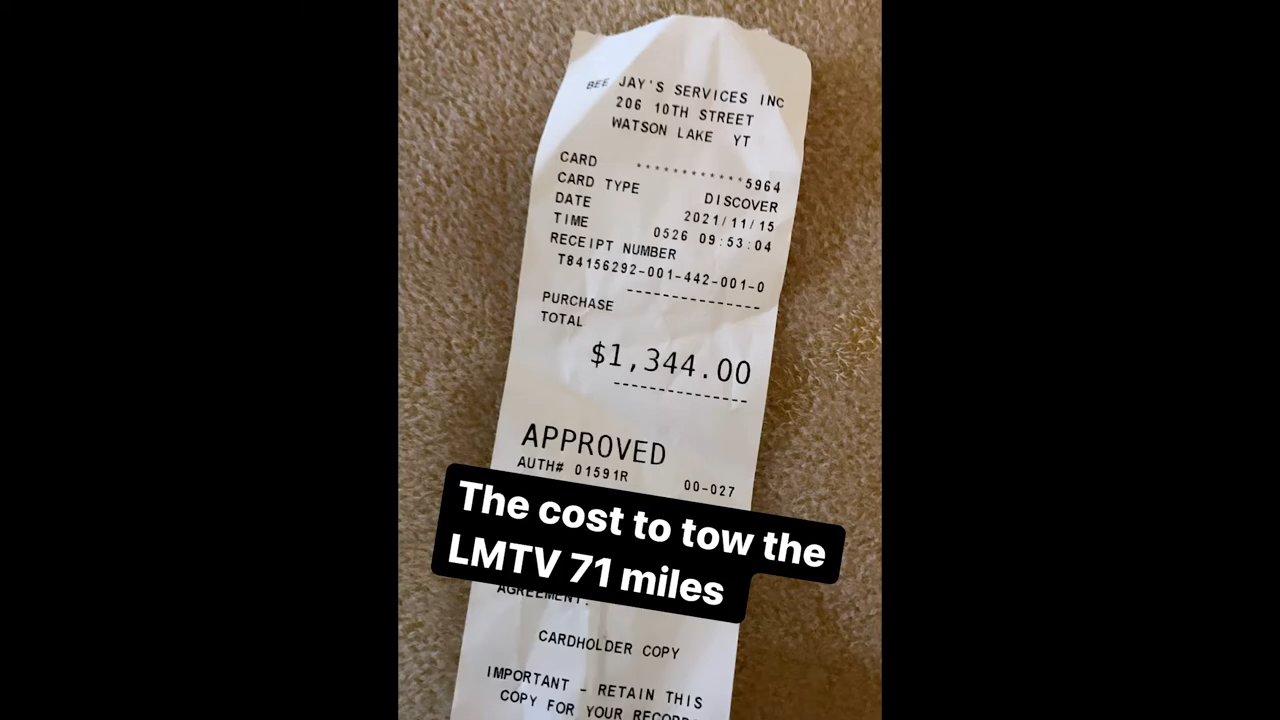 BEE JAY'S SERVICES INC
206 10TH STREET
WATSON LAKE YT
CARD ************5964
CARD TYPE DISCOVER
DATE 2021/11/15
TIME 0526 09:53:04
RECEIPT NUMBER
T84156292-001-442-001-0
---------------
PURCHASE
TOTAL
$1,344.00
---------------
APPROVED
AUTH# 01591R 00-027
The cost to tow the
LMTV 71 miles
AGREEMENT.
CARDHOLDER COPY
IMPORTANT - RETAIN THIS
COPY FOR YOUR RECORDS